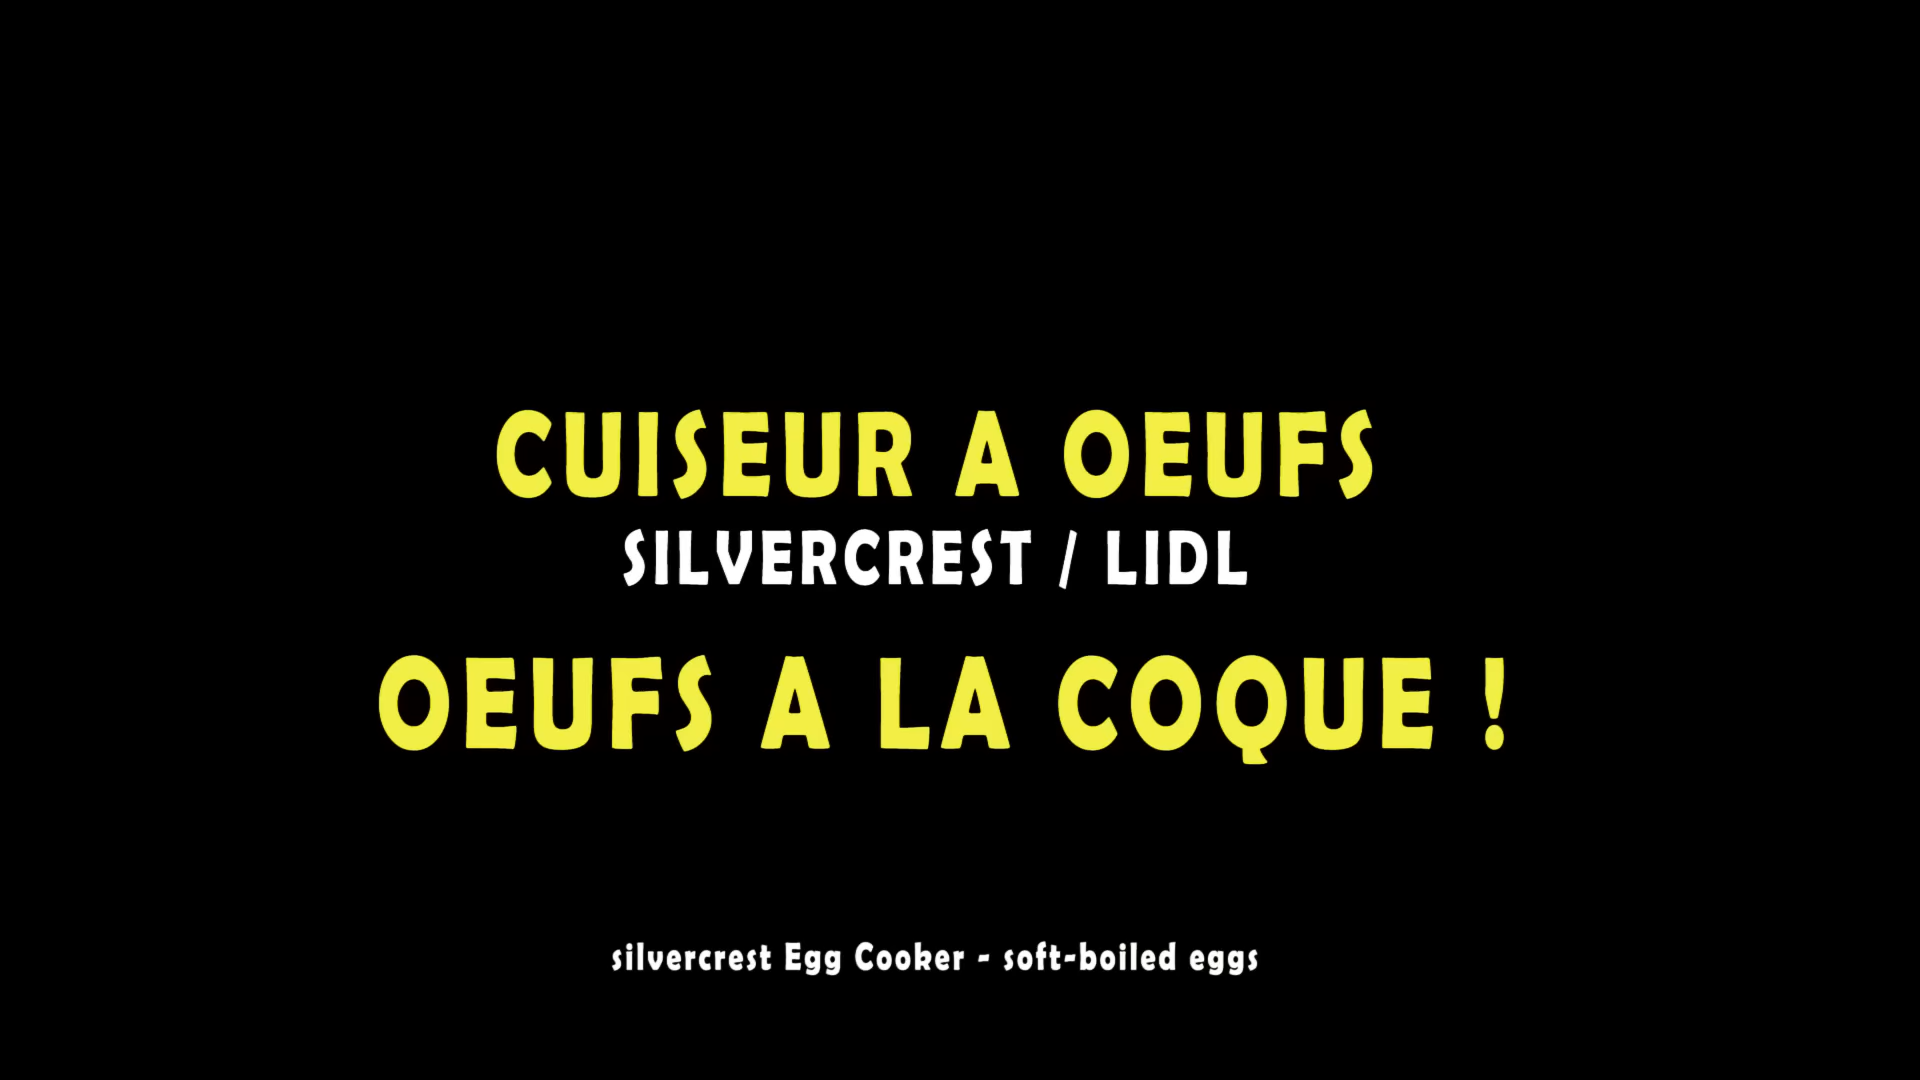 CUISEUR A OEUFS
SILVERCREST / LIDL
OEUFS A LA COQUE !
silvercrest Egg Cooker - soft-boiled eggs